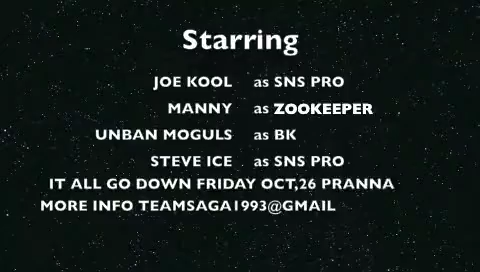 Starring
JOE KOOL as SNS PRO
MANNY as ZOOKEEPER
UNBAN MOGULS as BK
STEVE ICE as SNS PRO
IT ALL GO DOWN FRIDAY OCT,26 PRANNA
MORE INFO TEAMSAGA1993@GMAIL